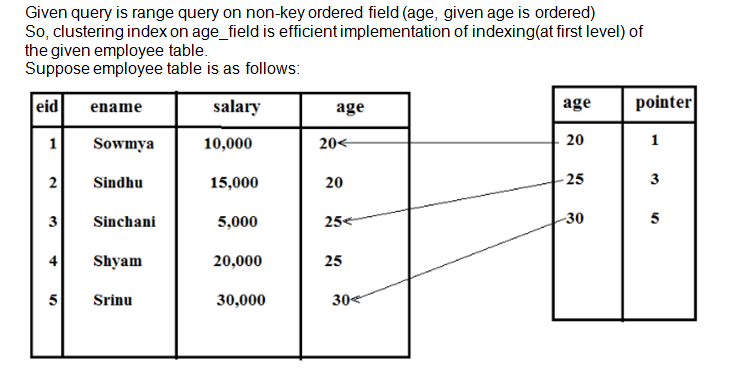 Given query is range query on non-key ordered field (age, given age is ordered)
So, clustering index on age_field is efficient implementation of indexing(at first level) of
the given employee table.
Suppose employee table is as follows:
eid ename salary age
1 Sowmya 10,000 20
2 Sindhu 15,000 20
3 Sinchani 5,000 25
4 Shyam 20,000 25
5 Srinu 30,000 30
age pointer
20 1
25 3
30 5